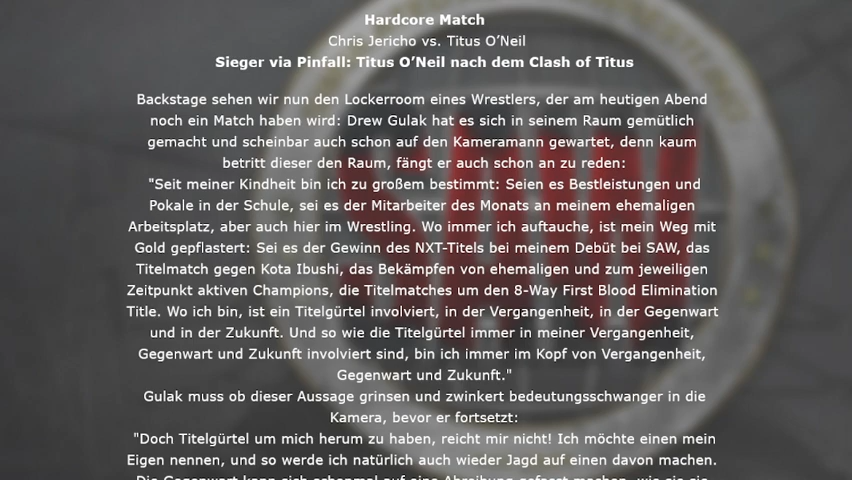 Hardcore Match
Chris Jericho vs. Titus O’Neil
Sieger via Pinfall: Titus O’Neil nach dem Clash of Titus
Backstage sehen wir nun den Lockerroom eines Wrestlers, der am heutigen Abend
noch ein Match haben wird: Drew Gulak hat es sich in seinem Raum gemütlich
gemacht und scheinbar auch schon auf den Kameramann gewartet, denn kaum
betritt dieser den Raum, fängt er auch schon an zu reden:
"Seit meiner Kindheit bin ich zu großem bestimmt: Seien es Bestleistungen und
Pokale in der Schule, sei es der Mitarbeiter des Monats an meinem ehemaligen
Arbeitsplatz, aber auch hier im Wrestling. Wo immer ich auftauche, ist mein Weg mit
Gold gepflastert: Sei es der Gewinn des NXT-Titels bei meinem Debüt bei SAW, das
Titelmatch gegen Kota Ibushi, das Bekämpfen von ehemaligen und zum jeweiligen
Zeitpunkt aktiven Champions, die Titelmatches um den 8-Way First Blood Elimination
Title. Wo ich bin, ist ein Titelgürtel involviert, in der Vergangenheit, in der Gegenwart
und in der Zukunft. Und so wie die Titelgürtel immer in meiner Vergangenheit,
Gegenwart und Zukunft involviert sind, bin ich immer im Kopf von Vergangenheit,
Gegenwart und Zukunft."
Gulak muss ob dieser Aussage grinsen und zwinkert bedeutungsschwanger in die
Kamera, bevor er fortsetzt:
"Doch Titelgürtel um mich herum zu haben, reicht mir nicht! Ich möchte einen mein
Eigen nennen, und so werde ich natürlich auch wieder Jagd auf einen davon machen.
SAW